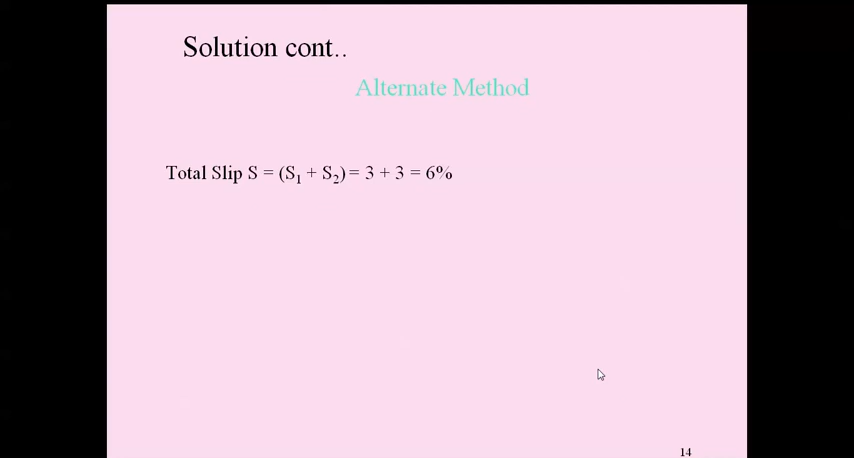 Solution cont..
Alternate Method
Total Slip S = (S₁ + S₂) = 3 + 3 = 6%
14